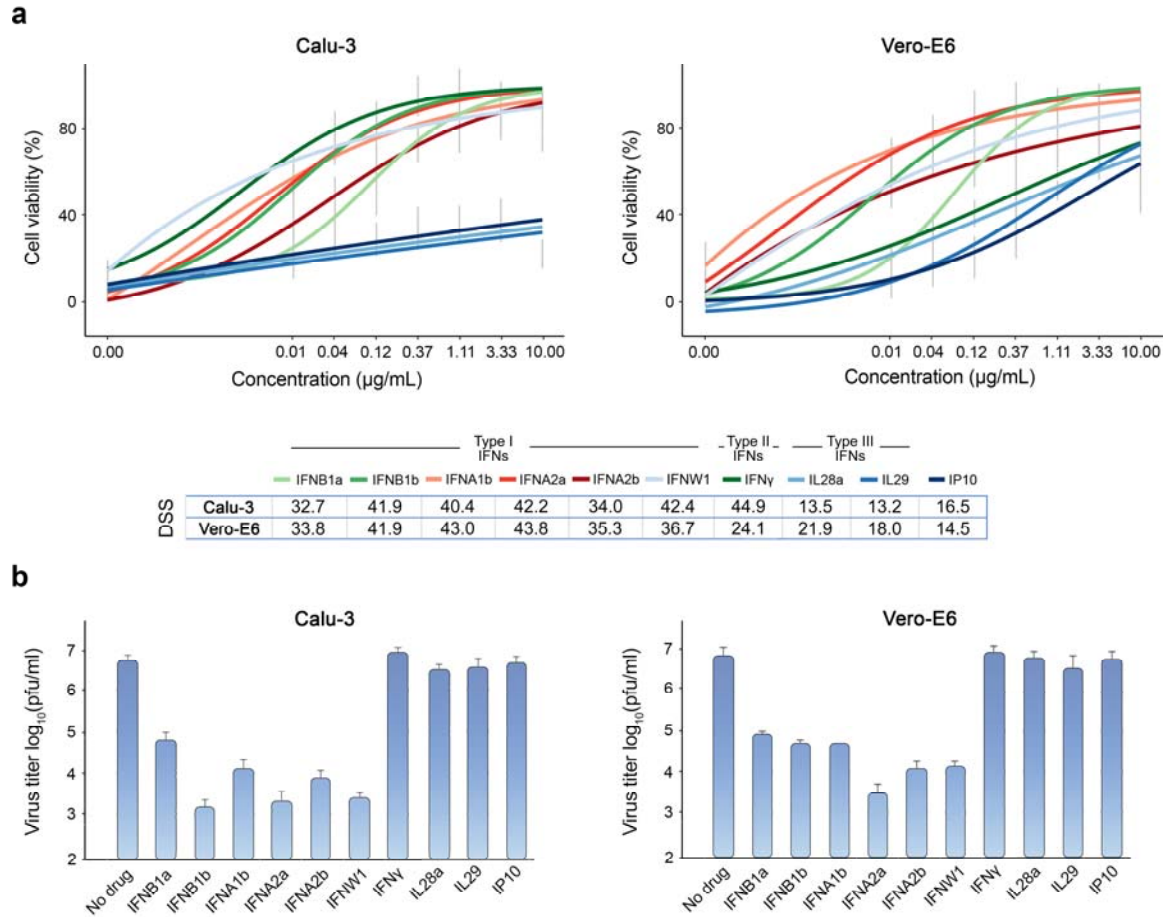 a
Calu-3
Vero-E6
Cell viability (%)
80
40
0
0.00 0.01 0.04 0.12 0.37 1.11 3.33 10.00
Concentration (µg/mL)
Cell viability (%)
80
40
0
0.00 0.01 0.04 0.12 0.37 1.11 3.33 10.00
Concentration (µg/mL)
Type I IFNs
Type II IFNs
Type III IFNs
IFNB1a IFNB1b IFNA1b IFNA2a IFNA2b IFNW1 IFNγ IL28a IL29 IP10
DSS
Calu-3 32.7 41.9 40.4 42.2 34.0 42.4 44.9 13.5 13.2 16.5
Vero-E6 33.8 41.9 43.0 43.8 35.3 36.7 24.1 21.9 18.0 14.5
b
Calu-3
Vero-E6
Virus titer log10(pfu/ml)
7
6
5
4
3
2
No drug IFNB1a IFNB1b IFNA1b IFNA2a IFNA2b IFNW1 IFNγ IL28a IL29 IP10
Virus titer log10(pfu/ml)
7
6
5
4
3
2
No drug IFNB1a IFNB1b IFNA1b IFNA2a IFNA2b IFNW1 IFNγ IL28a IL29 IP10